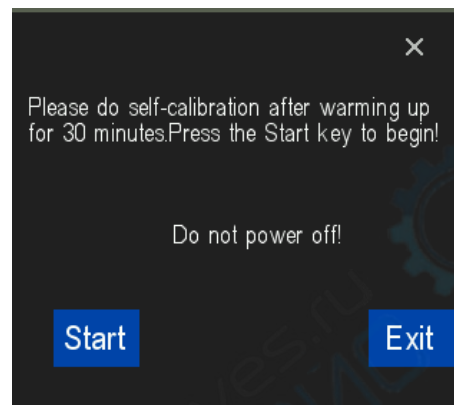 Please do self-calibration after warming up
for 30 minutes.Press the Start key to begin!
Do not power off!
Start
Exit